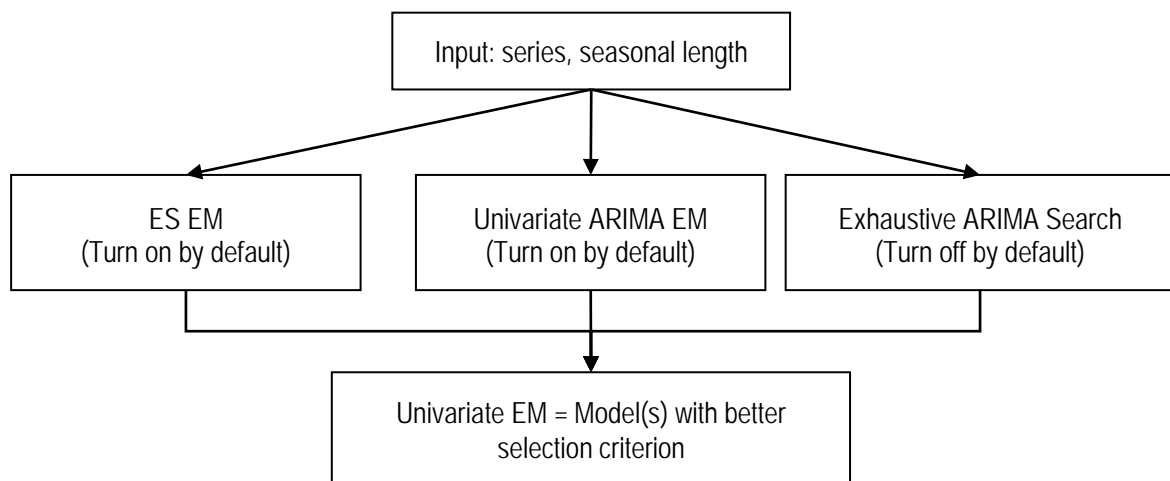 Input: series, seasonal length
ES EM
(Turn on by default)
Univariate ARIMA EM
(Turn on by default)
Exhaustive ARIMA Search
(Turn off by default)
Univariate EM = Model(s) with better
selection criterion